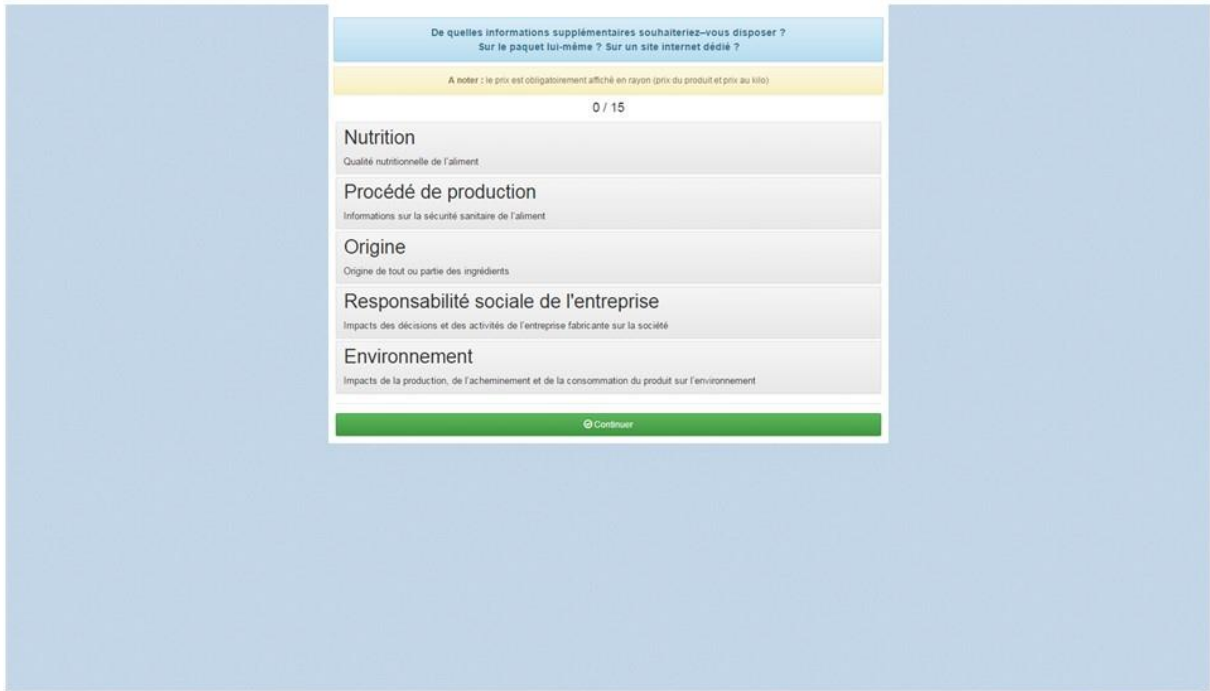 De quelles informations supplémentaires souhaiteriez–vous disposer ?
Sur le paquet lui-même ? Sur un site internet dédié ?
A noter : le prix est obligatoirement affiché en rayon (prix du produit et prix au kilo)
0 / 15
Nutrition
Qualité nutritionnelle de l'aliment
Procédé de production
Informations sur la sécurité sanitaire de l'aliment
Origine
Origine de tout ou partie des ingrédients
Responsabilité sociale de l'entreprise
Impacts des décisions et des activités de l'entreprise fabricante sur la société
Environnement
Impacts de la production, de l'acheminement et de la consommation du produit sur l'environnement
Continuer